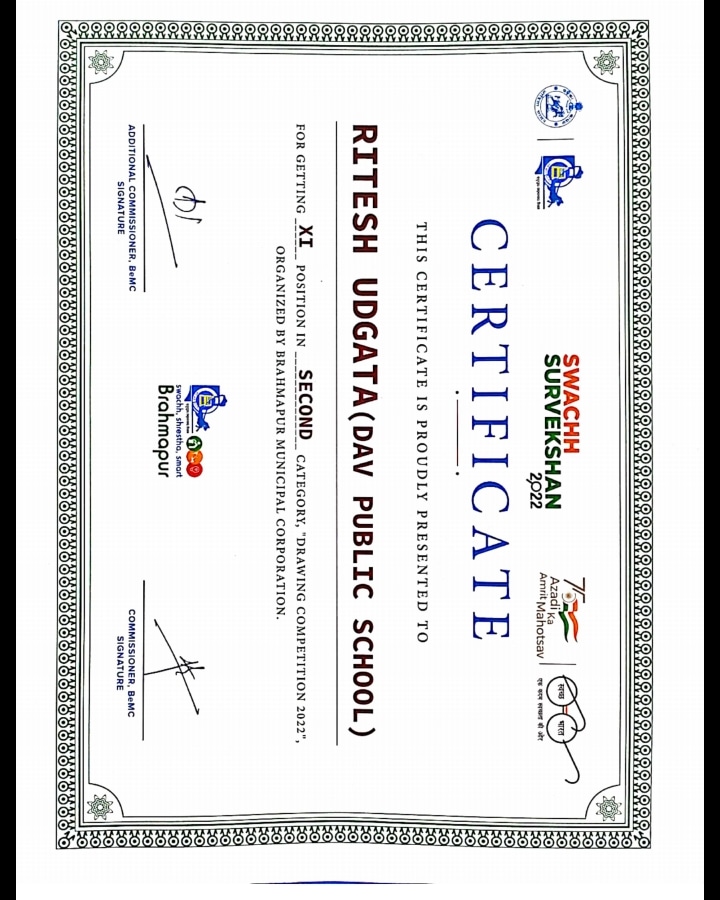 SWACHH
SURVEKSHAN
2022
75
Azadi Ka
Amrit Mahotsav
स्वच्छ भारत
एक कदम स्वच्छता की ओर
CERTIFICATE
THIS CERTIFICATE IS PROUDLY PRESENTED TO
RITESH UDGATA(DAV PUBLIC SCHOOL)
FOR GETTING XI POSITION IN SECOND CATEGORY, "DRAWING COMPETITION 2022",
ORGANIZED BY BRAHMAPUR MUNICIPAL CORPORATION.
ADDITIONAL COMMISSIONER, BeMC
SIGNATURE
swachh, shrestha, smart
Brahmapur
COMMISSIONER, BeMC
SIGNATURE